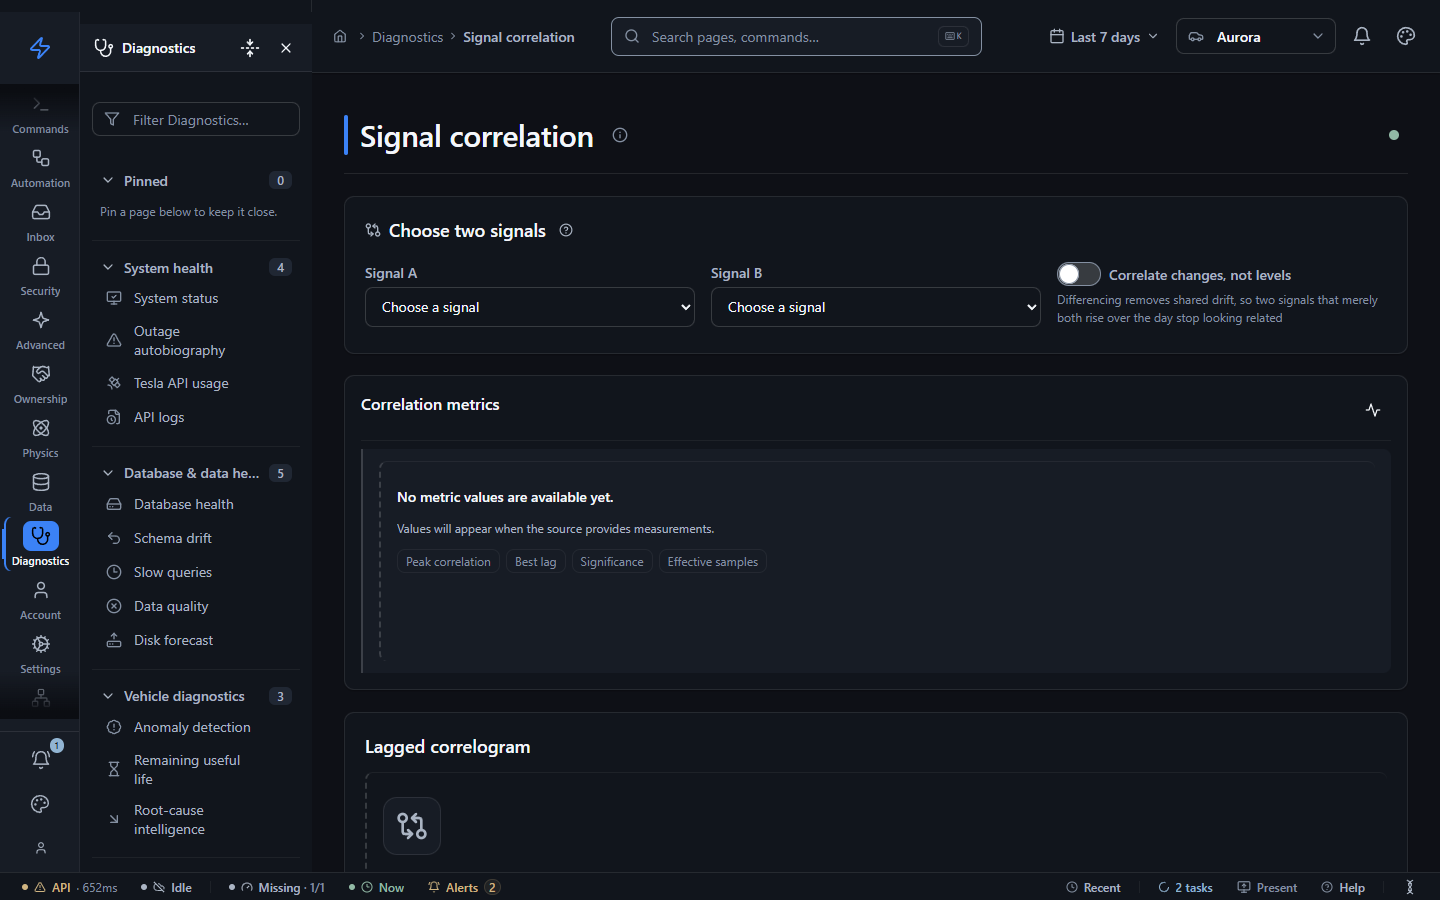 Diagnostics
Diagnostics
Signal correlation
Search pages, commands...
K
Last 7 days
Aurora
Commands
Automation
Inbox
Security
Advanced
Ownership
Physics
Data
Diagnostics
Account
Settings
1
Filter Diagnostics...
Pinned
0
Pin a page below to keep it close.
System health
4
System status
Outage
autobiography
Tesla API usage
API logs
Database & data he...
5
Database health
Schema drift
Slow queries
Data quality
Disk forecast
Vehicle diagnostics
3
Anomaly detection
Remaining useful
life
Root-cause
intelligence
Signal correlation
Choose two signals
Signal A
Choose a signal
Signal B
Choose a signal
Correlate changes, not levels
Differencing removes shared drift, so two signals that merely
both rise over the day stop looking related
Correlation metrics
No metric values are available yet.
Values will appear when the source provides measurements.
Peak correlation
Best lag
Significance
Effective samples
Lagged correlogram
API · 652ms
Idle
Missing · 1/1
Now
Alerts 2
Recent
2 tasks
Present
Help